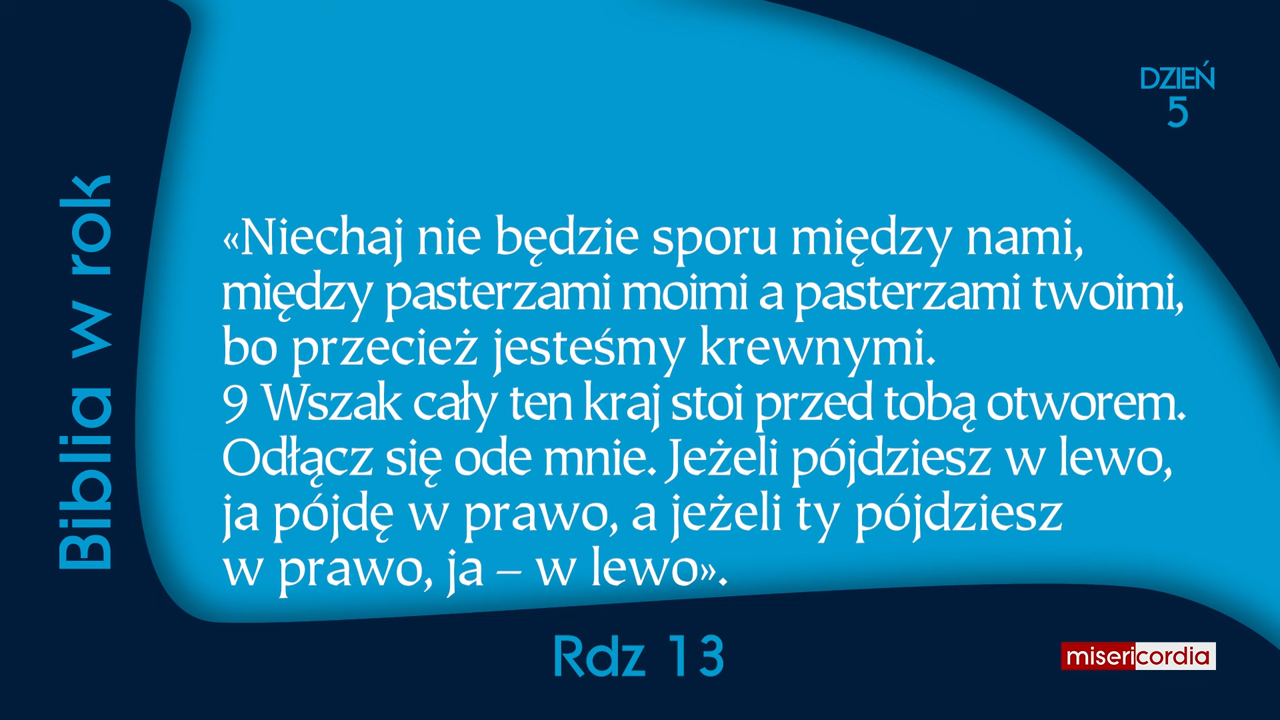 DZIEŃ
5
Biblia w rok
«Niechaj nie będzie sporu między nami,
między pasterzami moimi a pasterzami twoimi,
bo przecież jesteśmy krewnymi.
9 Wszak cały ten kraj stoi przed tobą otworem.
Odłącz się ode mnie. Jeżeli pójdziesz w lewo,
ja pójdę w prawo, a jeżeli ty pójdziesz
w prawo, ja – w lewo».
Rdz 13
misericordia